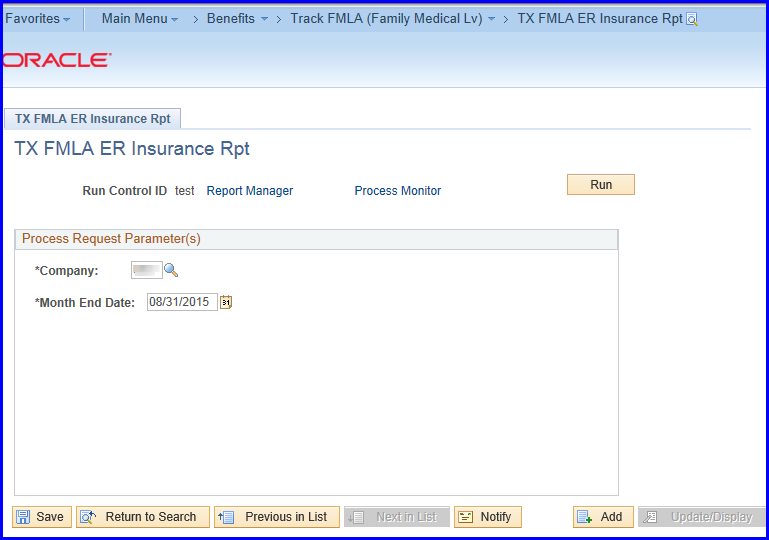 Favorites Main Menu > Benefits > Track FMLA (Family Medical Lv) > TX FMLA ER Insurance Rpt
ORACLE
TX FMLA ER Insurance Rpt
TX FMLA ER Insurance Rpt
Run Control ID test Report Manager Process Monitor Run
Process Request Parameter(s)
*Company:
*Month End Date: 08/31/2015 31
Save Return to Search Previous in List Next in List Notify Add Update/Display